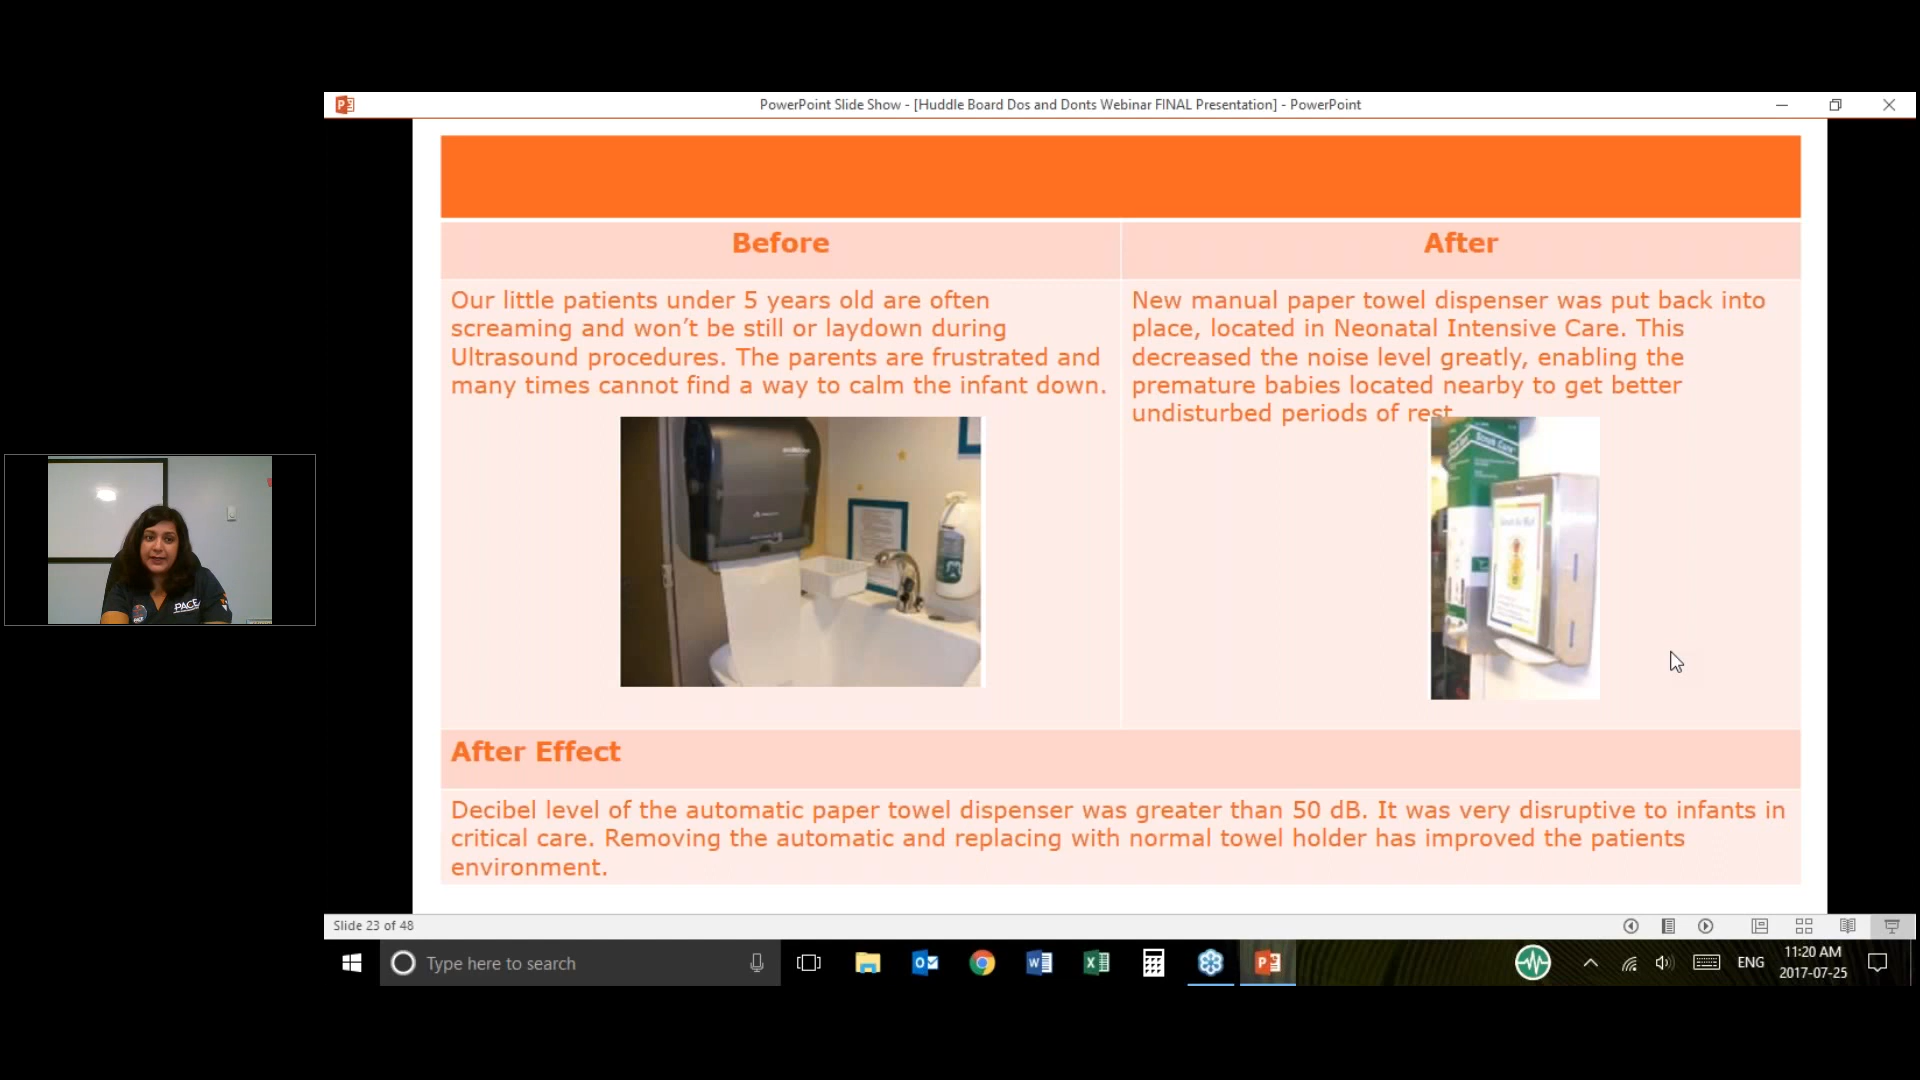 PowerPoint Slide Show - [Huddle Board Dos and Donts Webinar FINAL Presentation] - PowerPoint
Before
After
Our little patients under 5 years old are often
screaming and won’t be still or laydown during
Ultrasound procedures. The parents are frustrated and
many times cannot find a way to calm the infant down.
New manual paper towel dispenser was put back into
place, located in Neonatal Intensive Care. This
decreased the noise level greatly, enabling the
premature babies located nearby to get better
undisturbed periods of rest
PACE
After Effect
Decibel level of the automatic paper towel dispenser was greater than 50 dB. It was very disruptive to infants in
critical care. Removing the automatic and replacing with normal towel holder has improved the patients
environment.
Slide 23 of 48
Type here to search
ENG
11:20 AM
2017-07-25